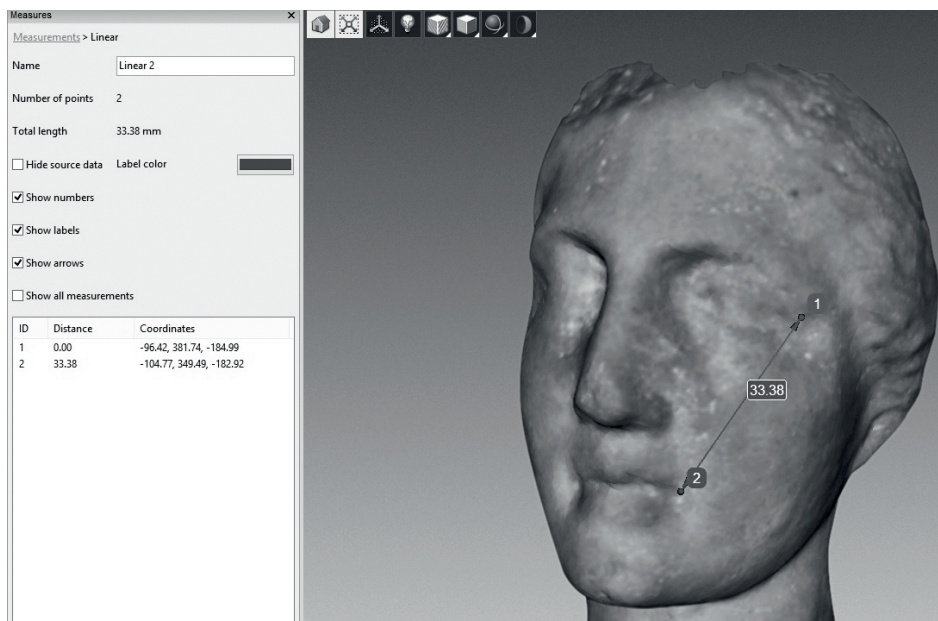 Measures
Measurements > Linear
Name Linear 2
Number of points 2
Total length 33.38 mm
Hide source data Label color
Show numbers
Show labels
Show arrows
Show all measurements
ID Distance Coordinates
1 0.00 -96.42, 381.74, -184.99
2 33.38 -104.77, 349.49, -182.92
1
33.38
2